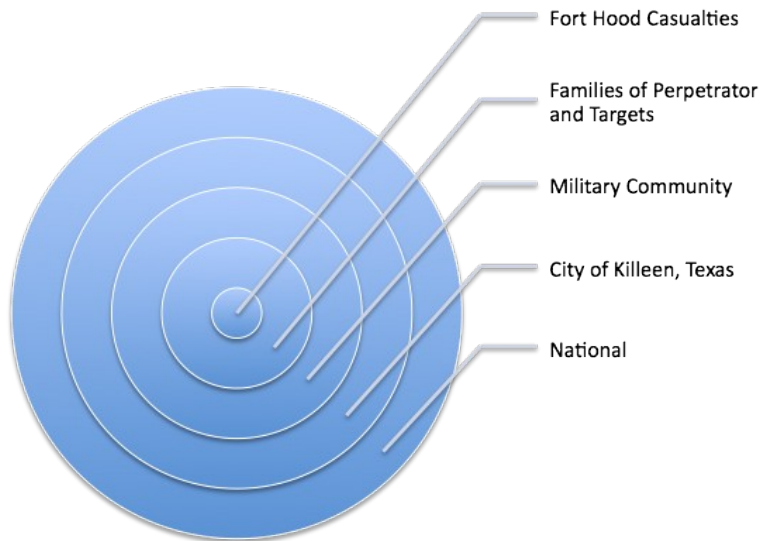 Fort Hood Casualties
Families of Perpetrator
and Targets
Military Community
City of Killeen, Texas
National